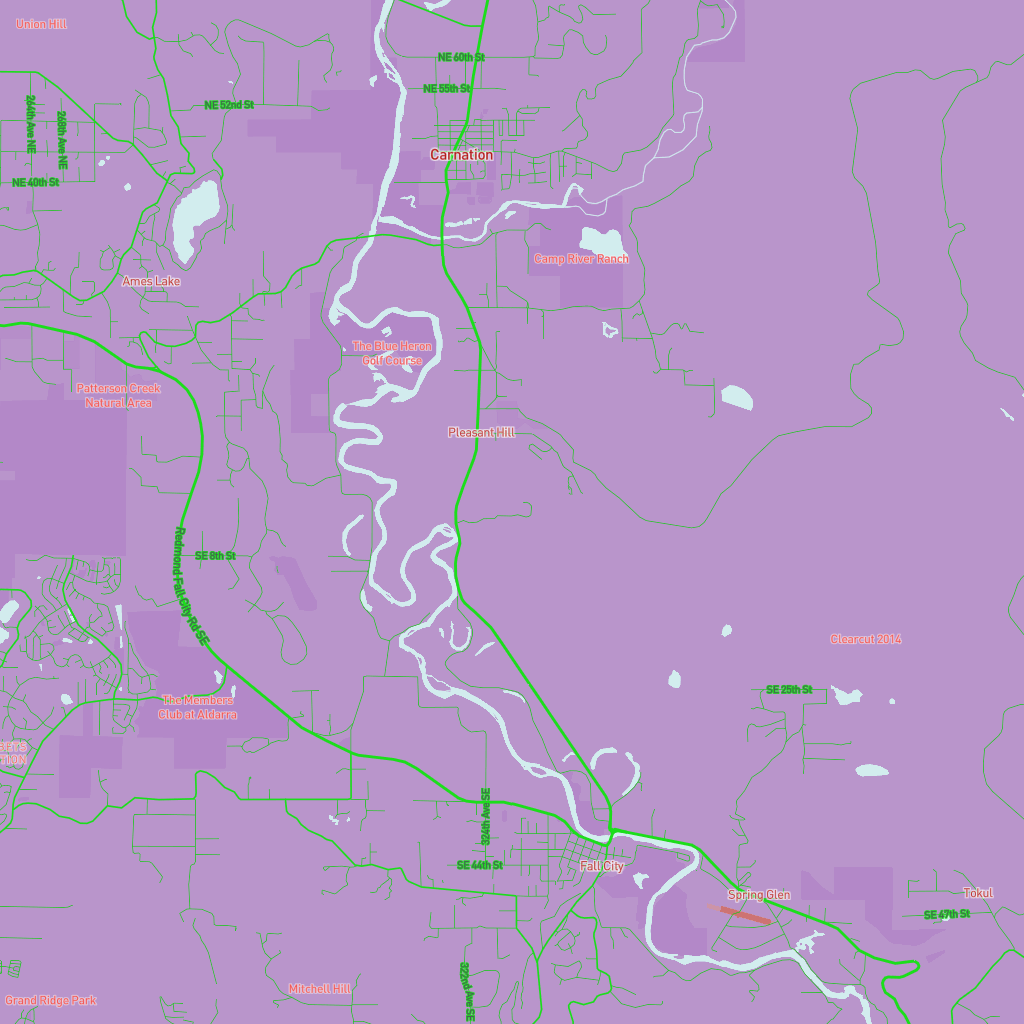 Union Hill
NE 60th St
NE 55th St
NE 52nd St
264th Ave NE
268th Ave NE
Carnation
NE 40th St
Camp River Ranch
Ames Lake
The Blue Heron
Golf Course
Patterson Creek
Natural Area
Pleasant Hill
Redmond-Fall City Rd SE
SE 8th St
Clearcut 2014
SE 25th St
The Members
Club at Aldarra
TION
324th Ave SE
SE 44th St
Fall City
Spring Glen
Tokul
SE 47th St
322nd Ave SE
Mitchell Hill
Grand Ridge Park